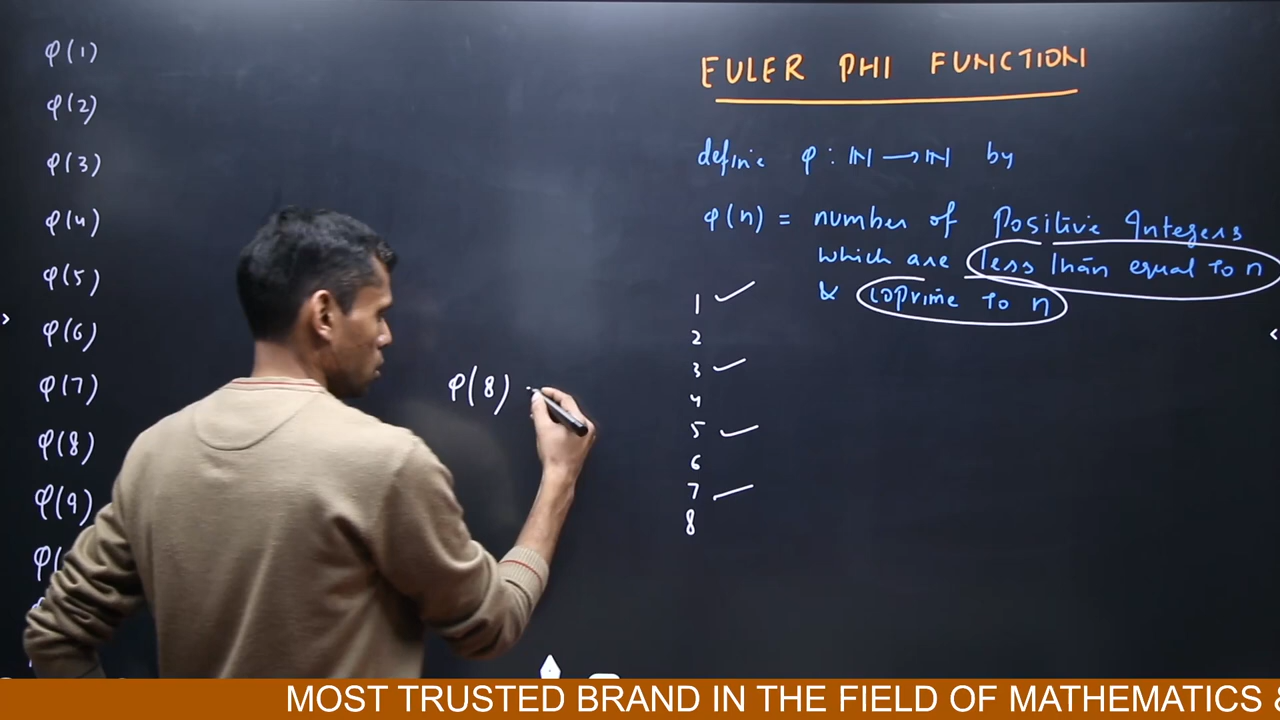 φ(1)
φ(2)
φ(3)
φ(4)
φ(5)
φ(6)
φ(7)
φ(8)
φ(9)
φ(
φ(8)
EULER PHI FUNCTION
define φ : ℕ → ℕ by
φ(n) = number of Positive Integers
which are less than equal to n
& coprime to n
1 ✓
2
3 ✓
4
5 ✓
6
7 ✓
8
MOST TRUSTED BRAND IN THE FIELD OF MATHEMATICS &